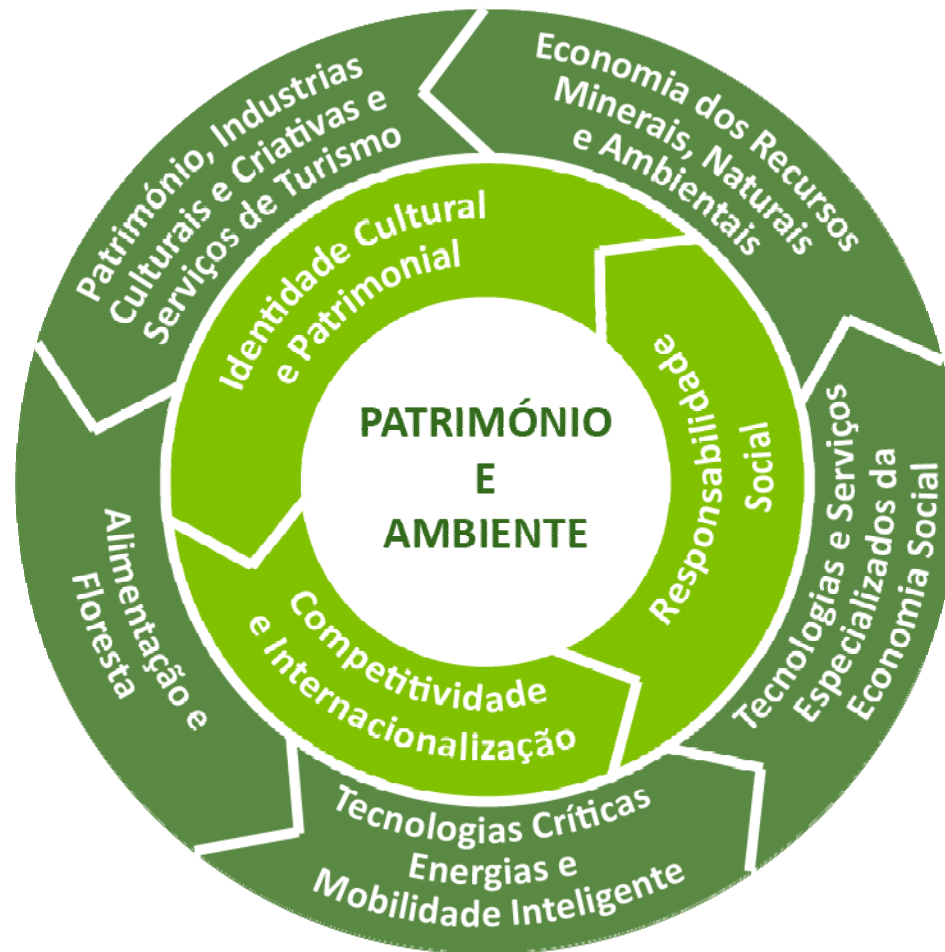 Património, Industrias
Culturais e Criativas e
Serviços de Turismo
Economia dos Recursos
Minerais, Naturais
e Ambientais
Identidade Cultural
e Patrimonial
Responsabilidade
Social
PATRIMÓNIO
E
AMBIENTE
Tecnologias e Serviços
Especializados da
Economia Social
Alimentação e
Floresta
Competitividade
e Internacionalização
Tecnologias Críticas
Energias e
Mobilidade Inteligente